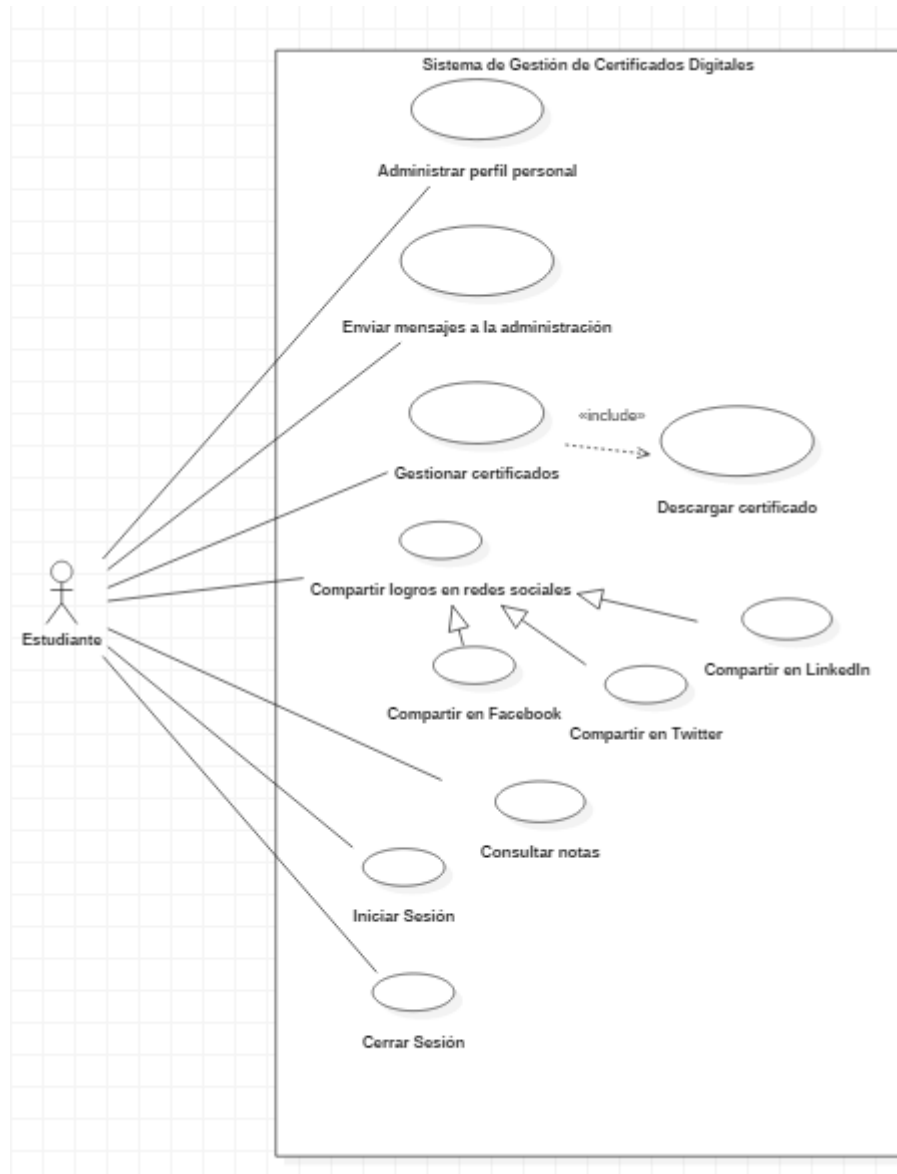 Sistema de Gestión de Certificados Digitales
Administrar perfil personal
Enviar mensajes a la administración
«include»
Gestionar certificados
Descargar certificado
Compartir logros en redes sociales
Estudiante
Compartir en LinkedIn
Compartir en Facebook
Compartir en Twitter
Consultar notas
Iniciar Sesión
Cerrar Sesión